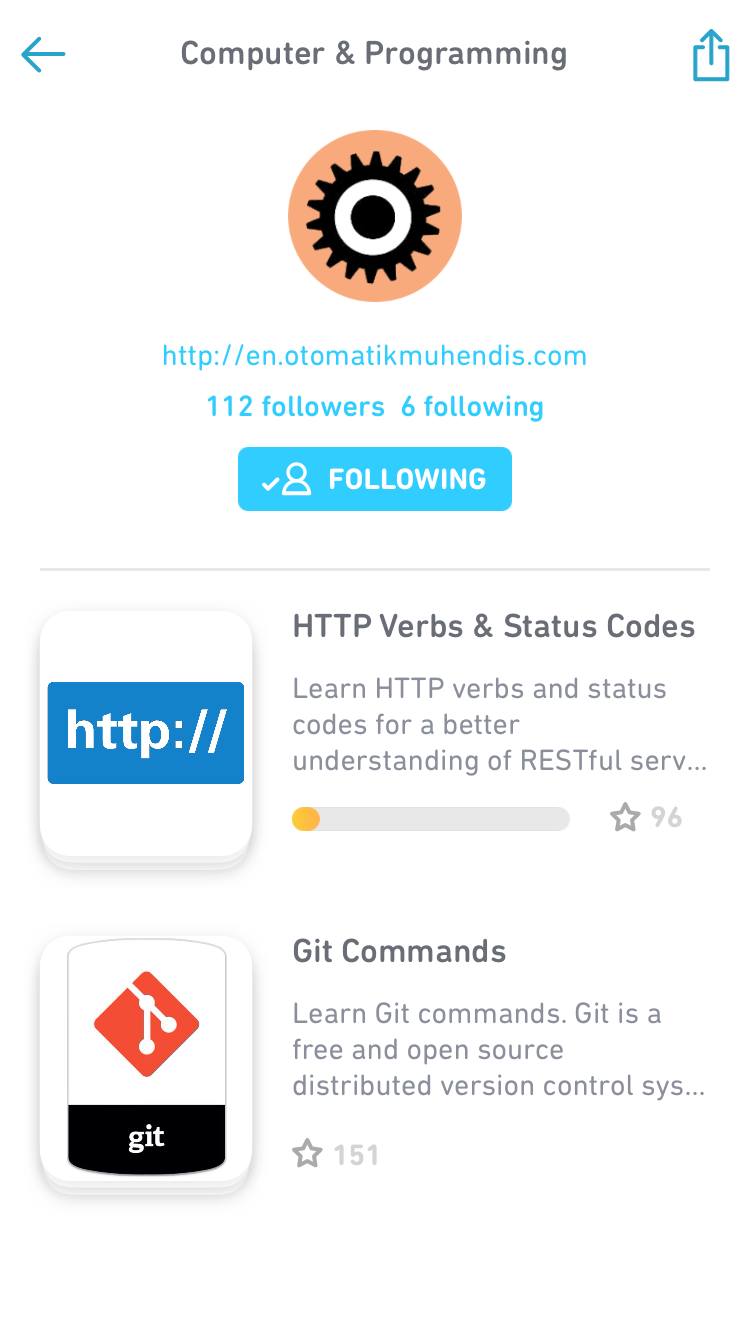 Computer & Programming
http://en.otomatikmuhendis.com
112 followers 6 following
FOLLOWING
HTTP Verbs & Status Codes
http://
Learn HTTP verbs and status
codes for a better
understanding of RESTful serv...
96
Git Commands
Learn Git commands. Git is a
free and open source
distributed version control sys...
git
151